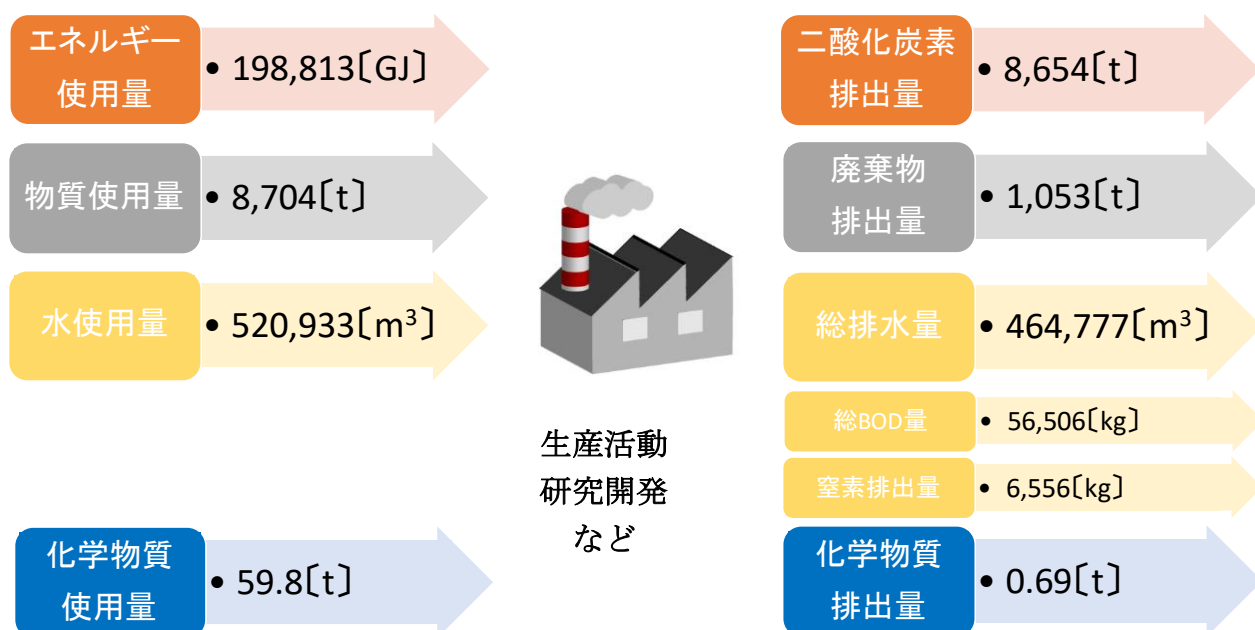 エネルギー
使用量
• 198,813〔GJ〕
物質使用量
• 8,704〔t〕
水使用量
• 520,933〔m³〕
化学物質
使用量
• 59.8〔t〕
生産活動
研究開発
など
二酸化炭素
排出量
• 8,654〔t〕
廃棄物
排出量
• 1,053〔t〕
総排水量
• 464,777〔m³〕
総BOD量
• 56,506〔kg〕
窒素排出量
• 6,556〔kg〕
化学物質
排出量
• 0.69〔t〕